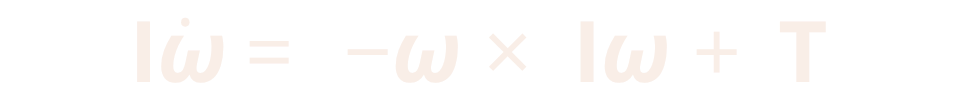 Iω̇ = −ω × Iω + T